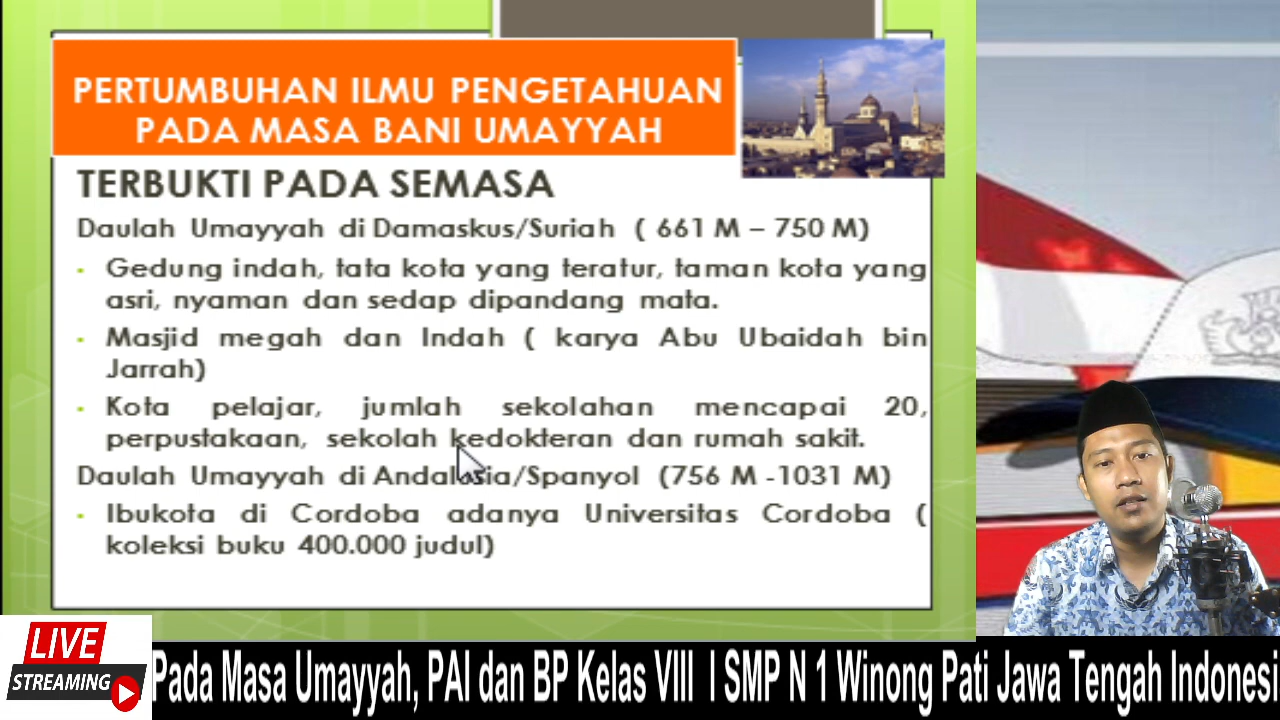 PERTUMBUHAN ILMU PENGETAHUAN
PADA MASA BANI UMAYYAH
TERBUKTI PADA SEMASA
Daulah Umayyah di Damaskus/Suriah ( 661 M – 750 M)
Gedung indah, tata kota yang teratur, taman kota yang
asri, nyaman dan sedap dipandang mata.
Masjid megah dan Indah ( karya Abu Ubaidah bin
Jarrah)
Kota pelajar, jumlah sekolahan mencapai 20,
perpustakaan, sekolah kedokteran dan rumah sakit.
Daulah Umayyah di Andalusia/Spanyol (756 M -1031 M)
Ibukota di Cordoba adanya Universitas Cordoba (
koleksi buku 400.000 judul)
LIVE
STREAMING
Pada Masa Umayyah, PAI dan BP Kelas VIII I SMP N 1 Winong Pati Jawa Tengah Indonesi